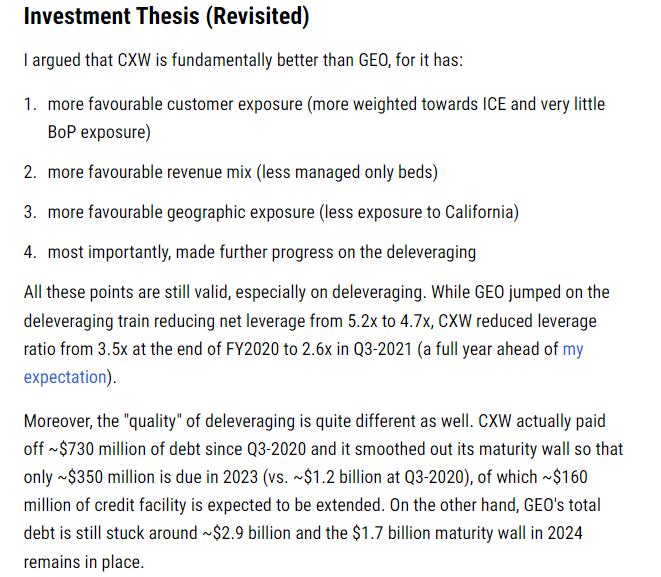 Investment Thesis (Revisited)
I argued that CXW is fundamentally better than GEO, for it has:
1. more favourable customer exposure (more weighted towards ICE and very little
BoP exposure)
2. more favourable revenue mix (less managed only beds)
3. more favourable geographic exposure (less exposure to California)
4. most importantly, made further progress on the deleveraging
All these points are still valid, especially on deleveraging. While GEO jumped on the
deleveraging train reducing net leverage from 5.2x to 4.7x, CXW reduced leverage
ratio from 3.5x at the end of FY2020 to 2.6x in Q3-2021 (a full year ahead of my
expectation).
Moreover, the "quality" of deleveraging is quite different as well. CXW actually paid
off ~$730 million of debt since Q3-2020 and it smoothed out its maturity wall so that
only ~$350 million is due in 2023 (vs. ~$1.2 billion at Q3-2020), of which ~$160
million of credit facility is expected to be extended. On the other hand, GEO's total
debt is still stuck around ~$2.9 billion and the $1.7 billion maturity wall in 2024
remains in place.